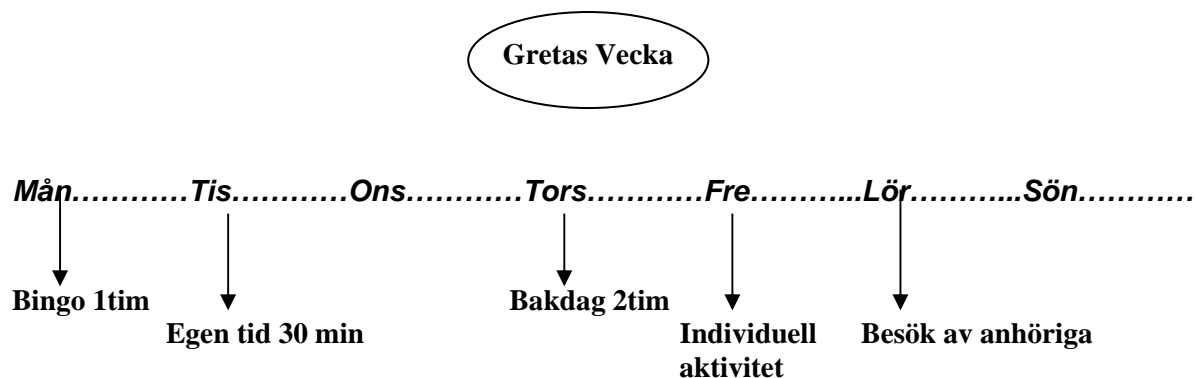 Gretas Vecka
Mån…………Tis…………Ons…………Tors…………Fre………...Lör………...Sön…………
Bingo 1tim
Bakdag 2tim
Egen tid 30 min
Individuell
aktivitet
Besök av anhöriga